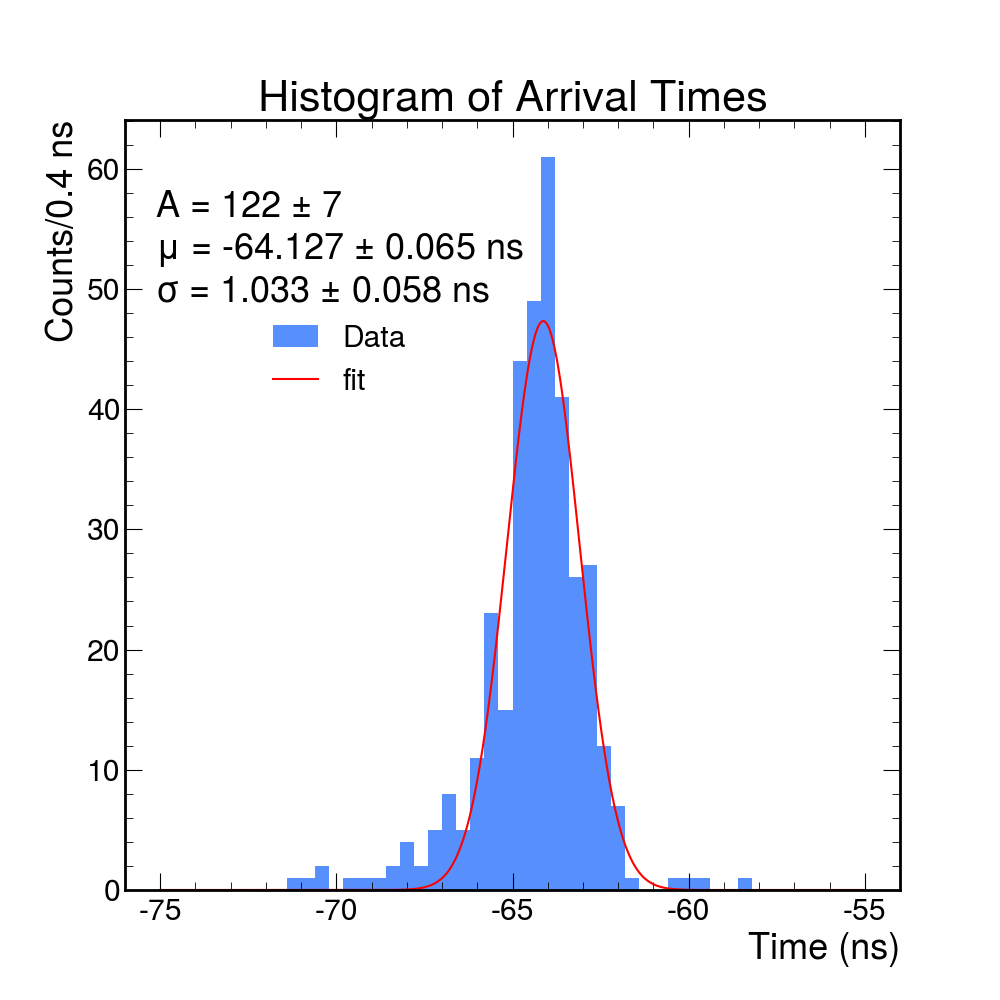 Histogram of Arrival Times
Counts/0.4 ns
60
50
40
30
20
10
0
A = 122 ± 7
μ = -64.127 ± 0.065 ns
σ = 1.033 ± 0.058 ns
Data
fit
-75 -70 -65 -60 -55
Time (ns)